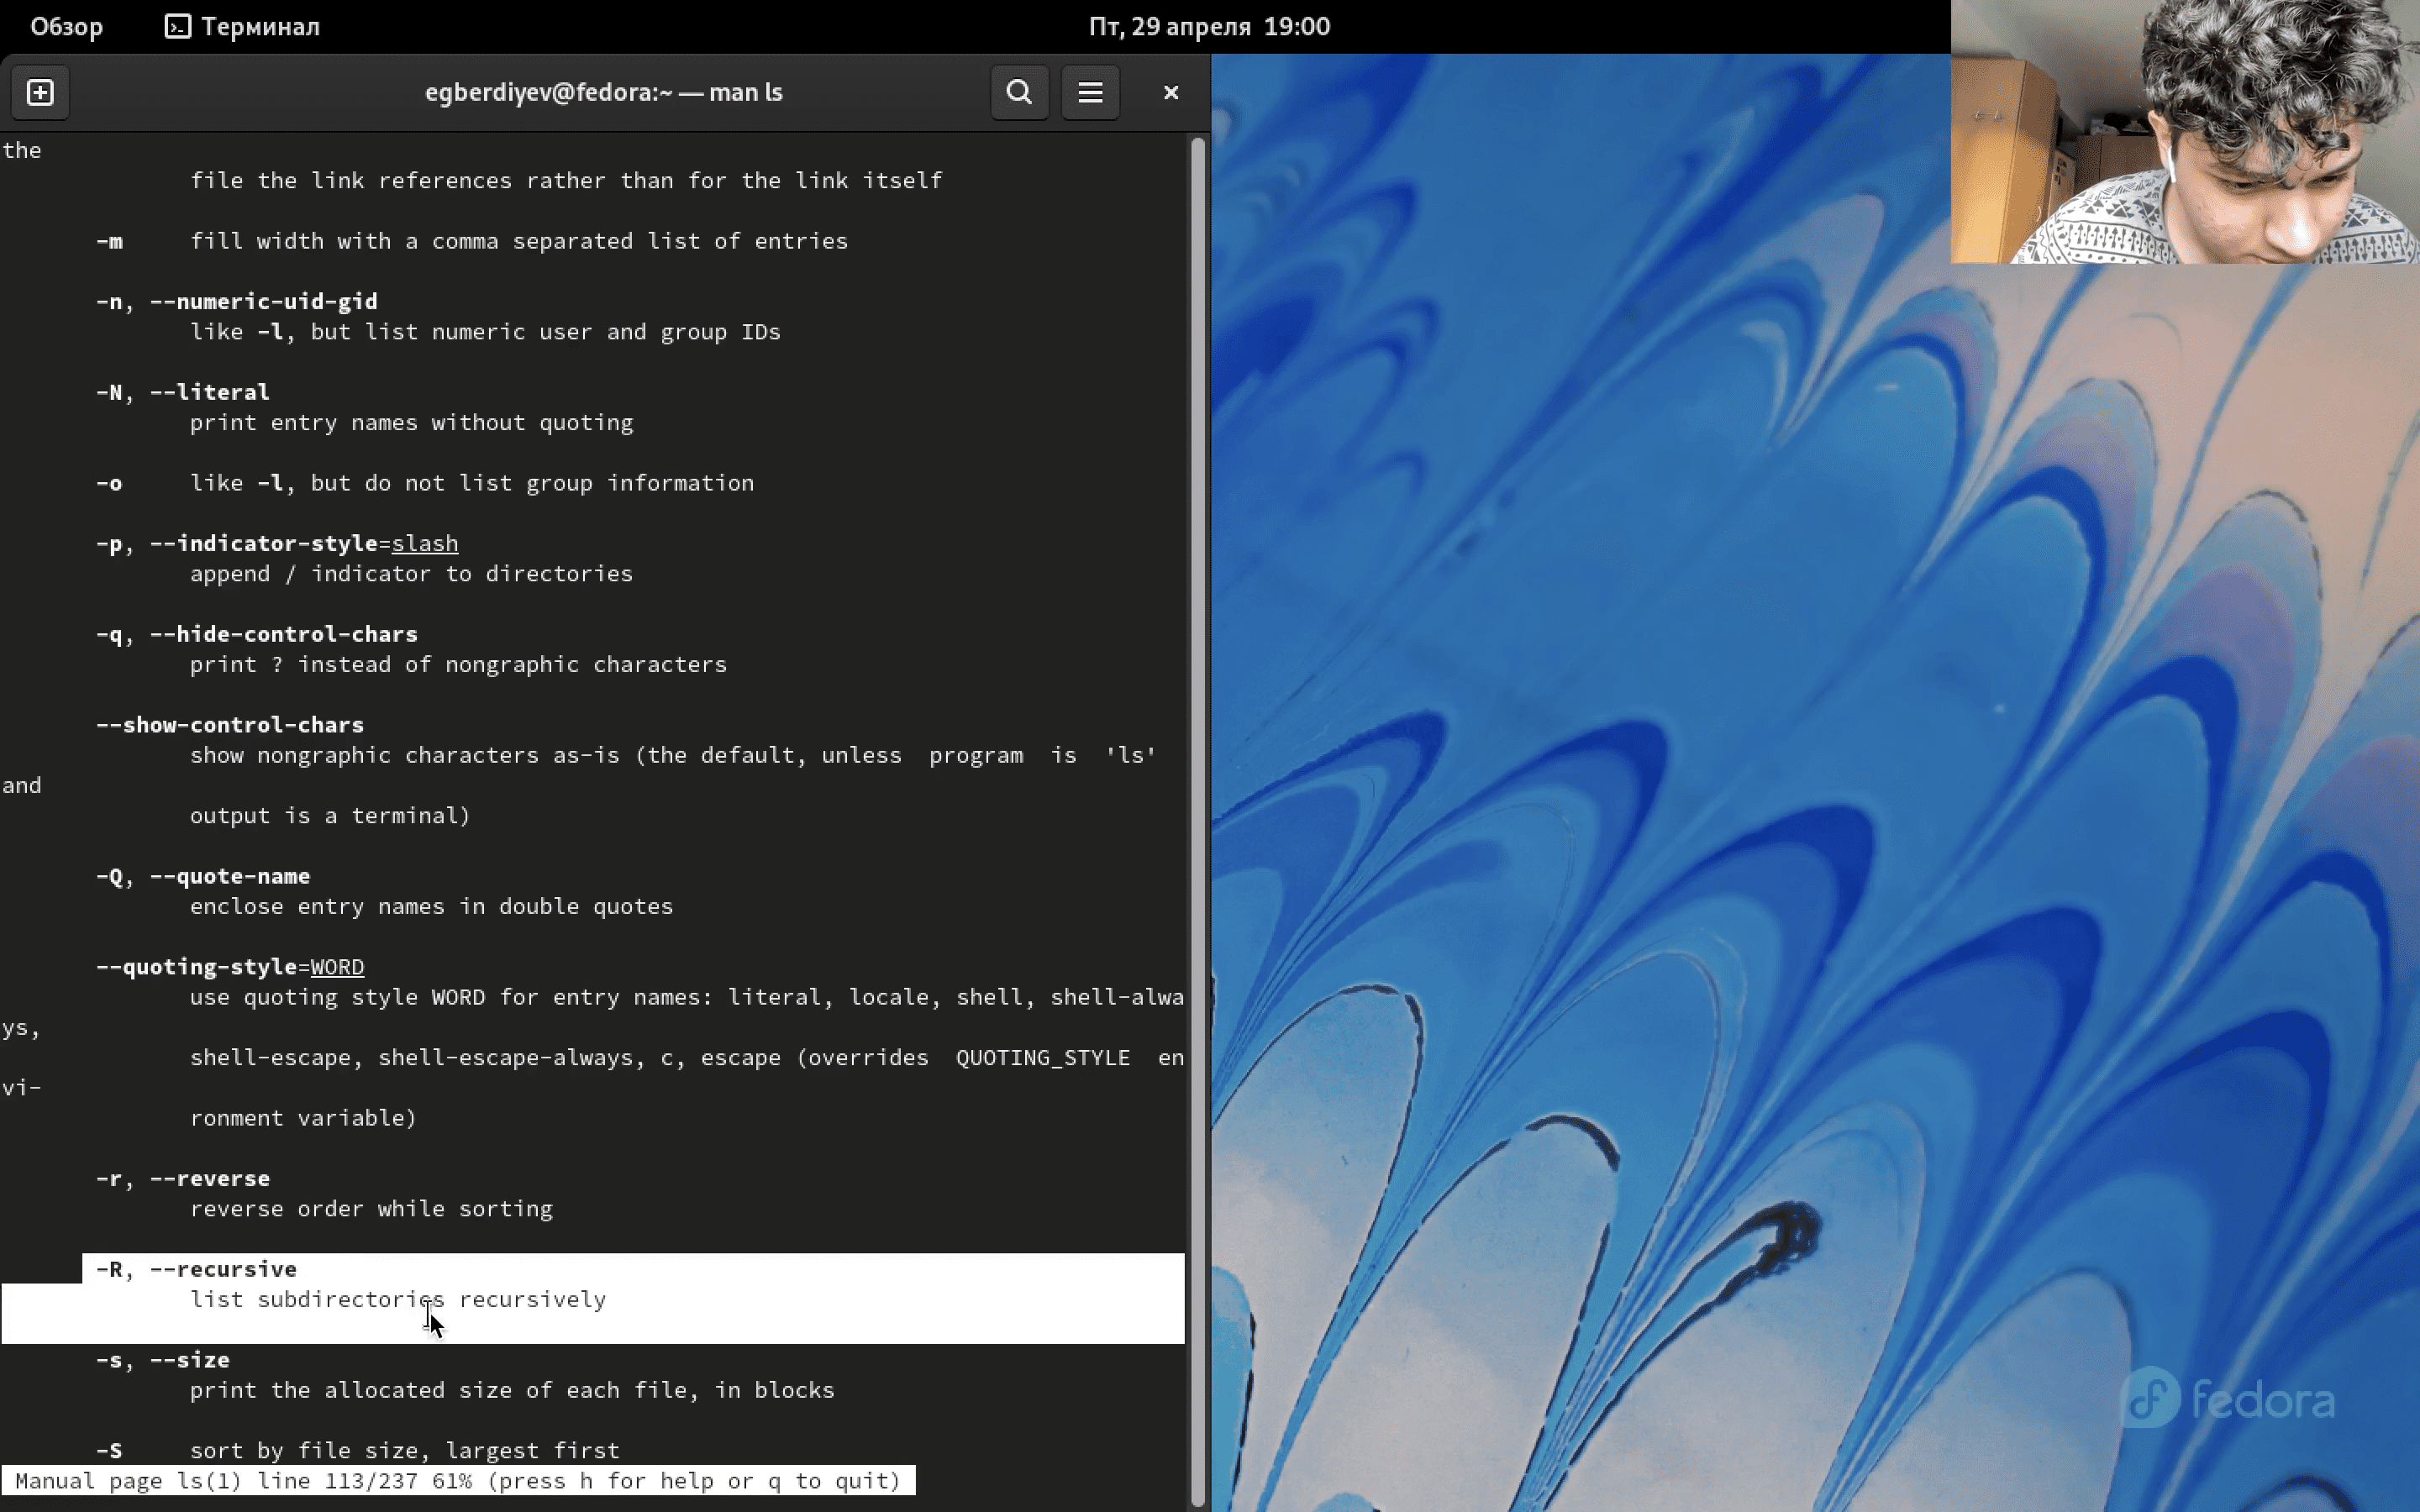 Обзор
Терминал
Пт, 29 апреля 19:00
egberdiyev@fedora:~ — man ls
the
file the link references rather than for the link itself
-m fill width with a comma separated list of entries
-n, --numeric-uid-gid
like -l, but list numeric user and group IDs
-N, --literal
print entry names without quoting
-o like -l, but do not list group information
-p, --indicator-style=slash
append / indicator to directories
-q, --hide-control-chars
print ? instead of nongraphic characters
--show-control-chars
show nongraphic characters as-is (the default, unless program is 'ls'
and
output is a terminal)
-Q, --quote-name
enclose entry names in double quotes
--quoting-style=WORD
use quoting style WORD for entry names: literal, locale, shell, shell-alwa
ys,
shell-escape, shell-escape-always, c, escape (overrides QUOTING_STYLE en
vi-
ronment variable)
-r, --reverse
reverse order while sorting
-R, --recursive
list subdirectories recursively
-s, --size
print the allocated size of each file, in blocks
-S sort by file size, largest first
Manual page ls(1) line 113/237 61% (press h for help or q to quit)
fedora